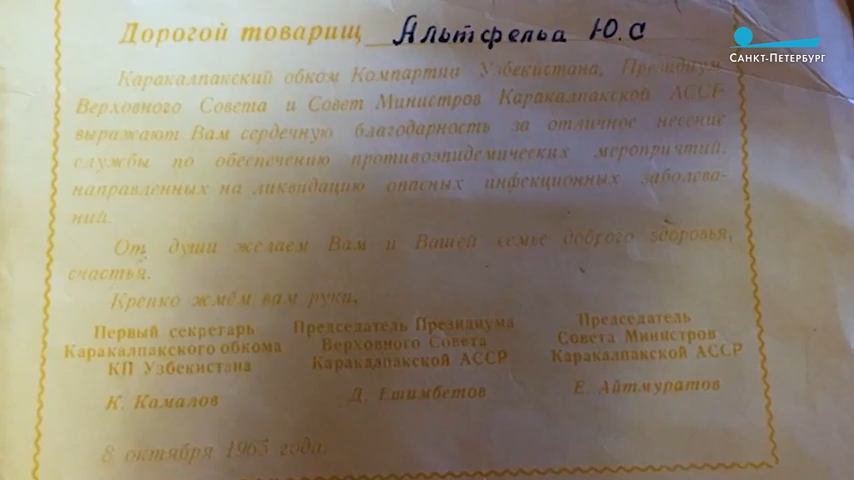 Дорогой товарищ Альтфельд Ю.С
САНКТ-ПЕТЕРБУРГ
Каракалпакский обком Компартии Узбекистана, Президиум
Верховного Совета и Совет Министров Каракалпакской АССР
выражают Вам сердечную благодарность за отличное несение
службы по обеспечению противоэпидемических мероприятий,
направленных на ликвидацию опасных инфекционных заболева-
ний.
От души желаем Вам и Вашей семье доброго здоровья,
счастья.
Крепко жмём вам руки,
Первый секретарь Председатель Президиума Председатель
Каракалпакского обкома Верховного Совета Совета Министров
КП Узбекистана Каракалпакской АССР Каракалпакской АССР
К. Камалов Д. Ешимбетов Е. Айтмуратов
8 октября 1965 года.